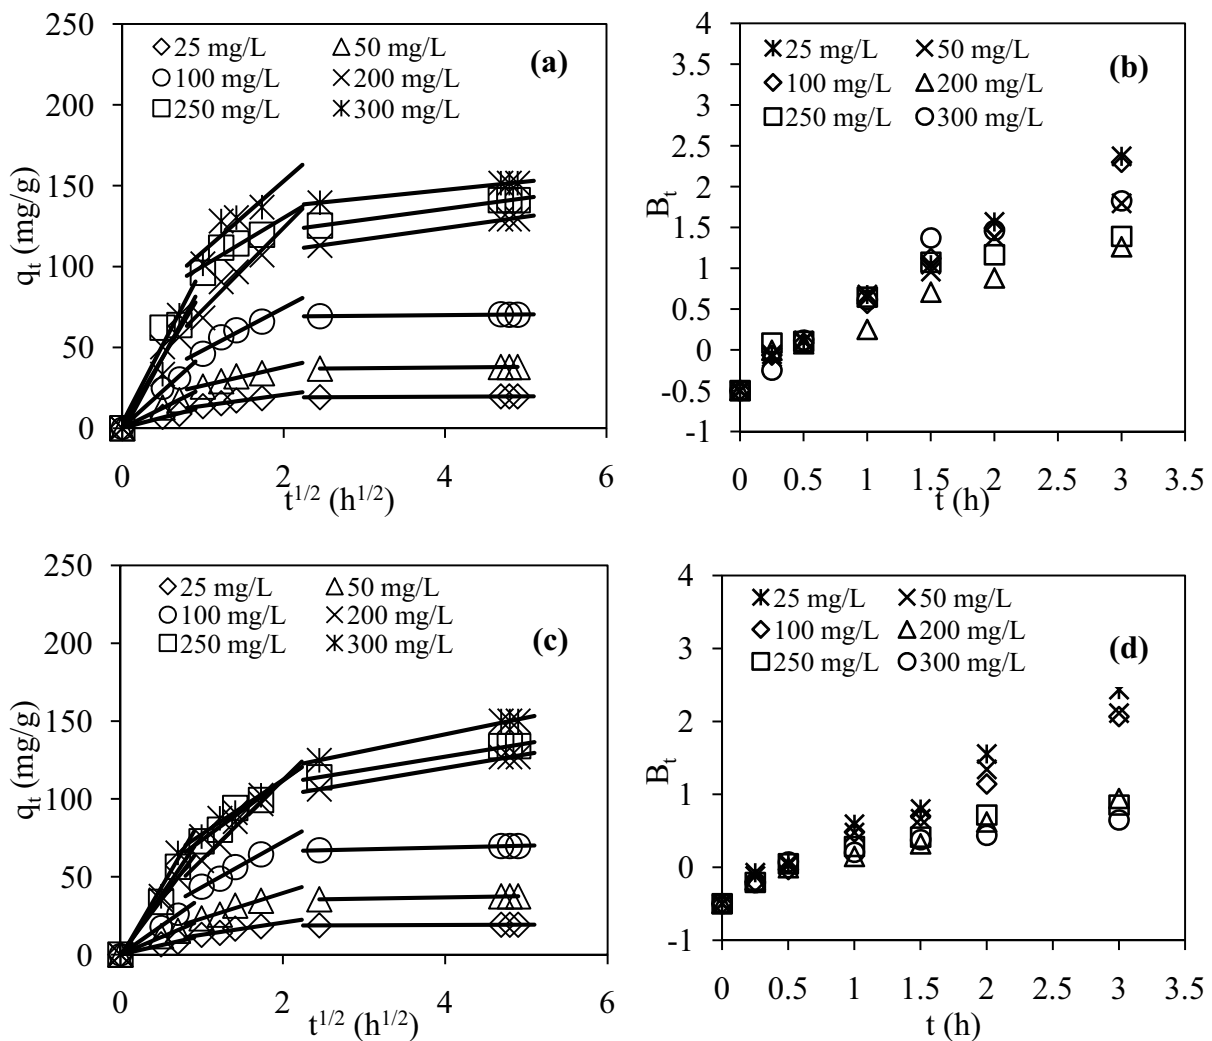 250
200
150
100
50
0
q_t (mg/g)
◇25 mg/L △50 mg/L
○100 mg/L ×200 mg/L
□250 mg/L ж300 mg/L
(a)
0 2 4 6
t^1/2 (h^1/2)
4
3.5
3
2.5
2
1.5
1
0.5
0
-0.5
-1
B_t
ж25 mg/L ×50 mg/L
◇100 mg/L △200 mg/L
□250 mg/L ○300 mg/L
(b)
0 0.5 1 1.5 2 2.5 3 3.5
t (h)
250
200
150
100
50
0
q_t (mg/g)
◇25 mg/L △50 mg/L
○100 mg/L ×200 mg/L
□250 mg/L ж300 mg/L
(c)
0 2 4 6
t^1/2 (h^1/2)
4
3
2
1
0
-1
B_t
ж25 mg/L ×50 mg/L
◇100 mg/L △200 mg/L
□250 mg/L ○300 mg/L
(d)
0 0.5 1 1.5 2 2.5 3 3.5
t (h)